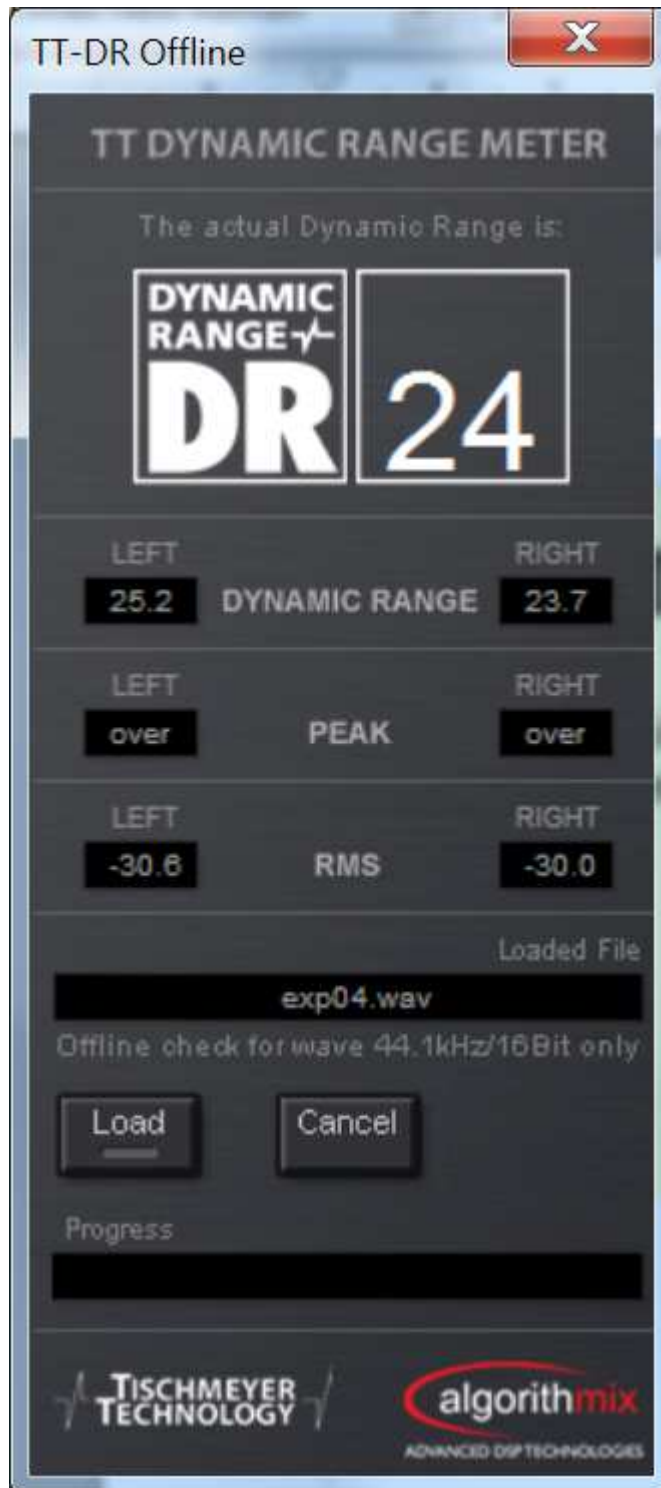 TT-DR Offline
TT DYNAMIC RANGE METER
The actual Dynamic Range is:
DYNAMIC
RANGE
DR
24
LEFT RIGHT
25.2 DYNAMIC RANGE 23.7
LEFT RIGHT
over PEAK over
LEFT RIGHT
-30.6 RMS -30.0
Loaded File
exp04.wav
Offline check for wave 44.1kHz/16Bit only
Load Cancel
Progress
TISCHMEYER
TECHNOLOGY
algorithmix
ADVANCED DSP TECHNOLOGIES